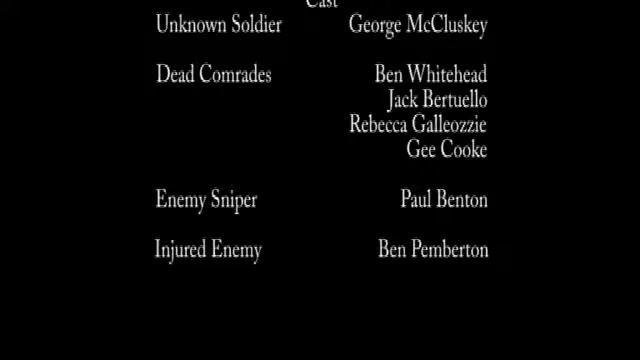 Cast
Unknown Soldier George McCluskey
Dead Comrades Ben Whitehead
Jack Bertuello
Rebecca Galleozzie
Gee Cooke
Enemy Sniper Paul Benton
Injured Enemy Ben Pemberton